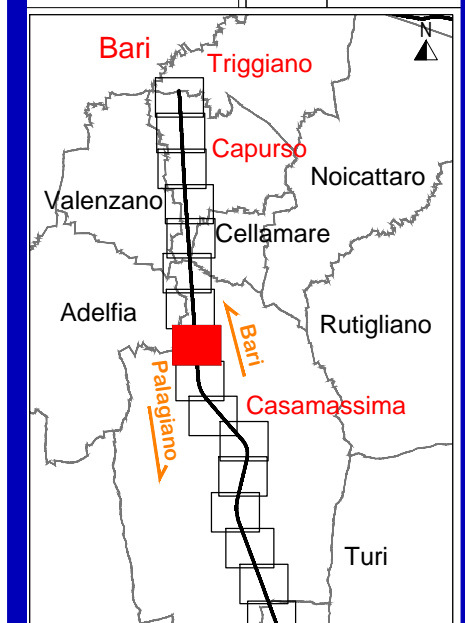 N
Bari
Triggiano
Capurso
Noicattaro
Valenzano
Cellamare
Adelfia
Rutigliano
Bari
Palagiano
Casamassima
Turi